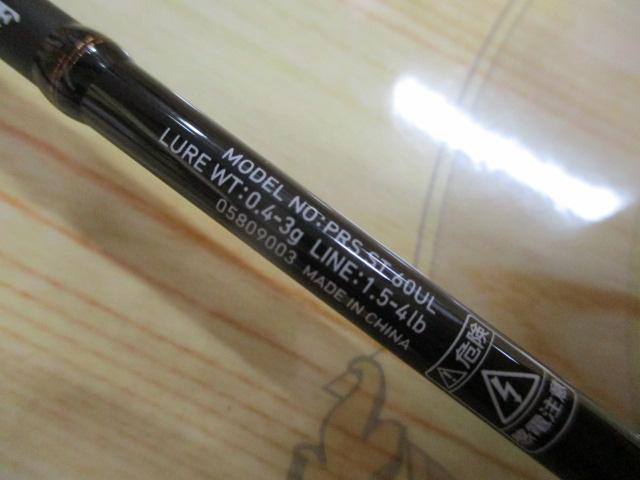 MODEL NO:PRS ST 60UL
LURE WT:0.4-3g LINE:1.5-4lb
05809003 MADE IN CHINA
危険
感電注意